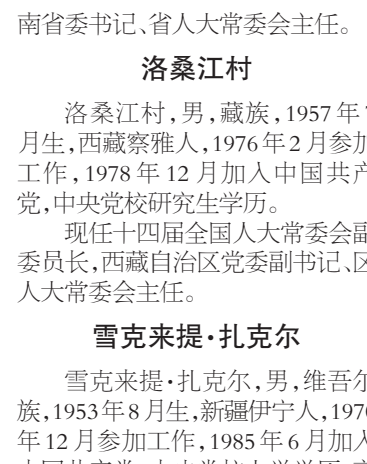 南省委书记、省人大常委会主任。
洛桑江村
洛桑江村，男，藏族，1957年
月生，西藏察雅人，1976年2月参加
工作，1978年12月加入中国共产
党，中央党校研究生学历。
现任十四届全国人大常委会副
委员长，西藏自治区党委副书记、区
人大常委会主任。
雪克来提·扎克尔
雪克来提·扎克尔，男，维吾尔
族，1953年8月生，新疆伊宁人，1970
年12月参加工作，1985年6月加入